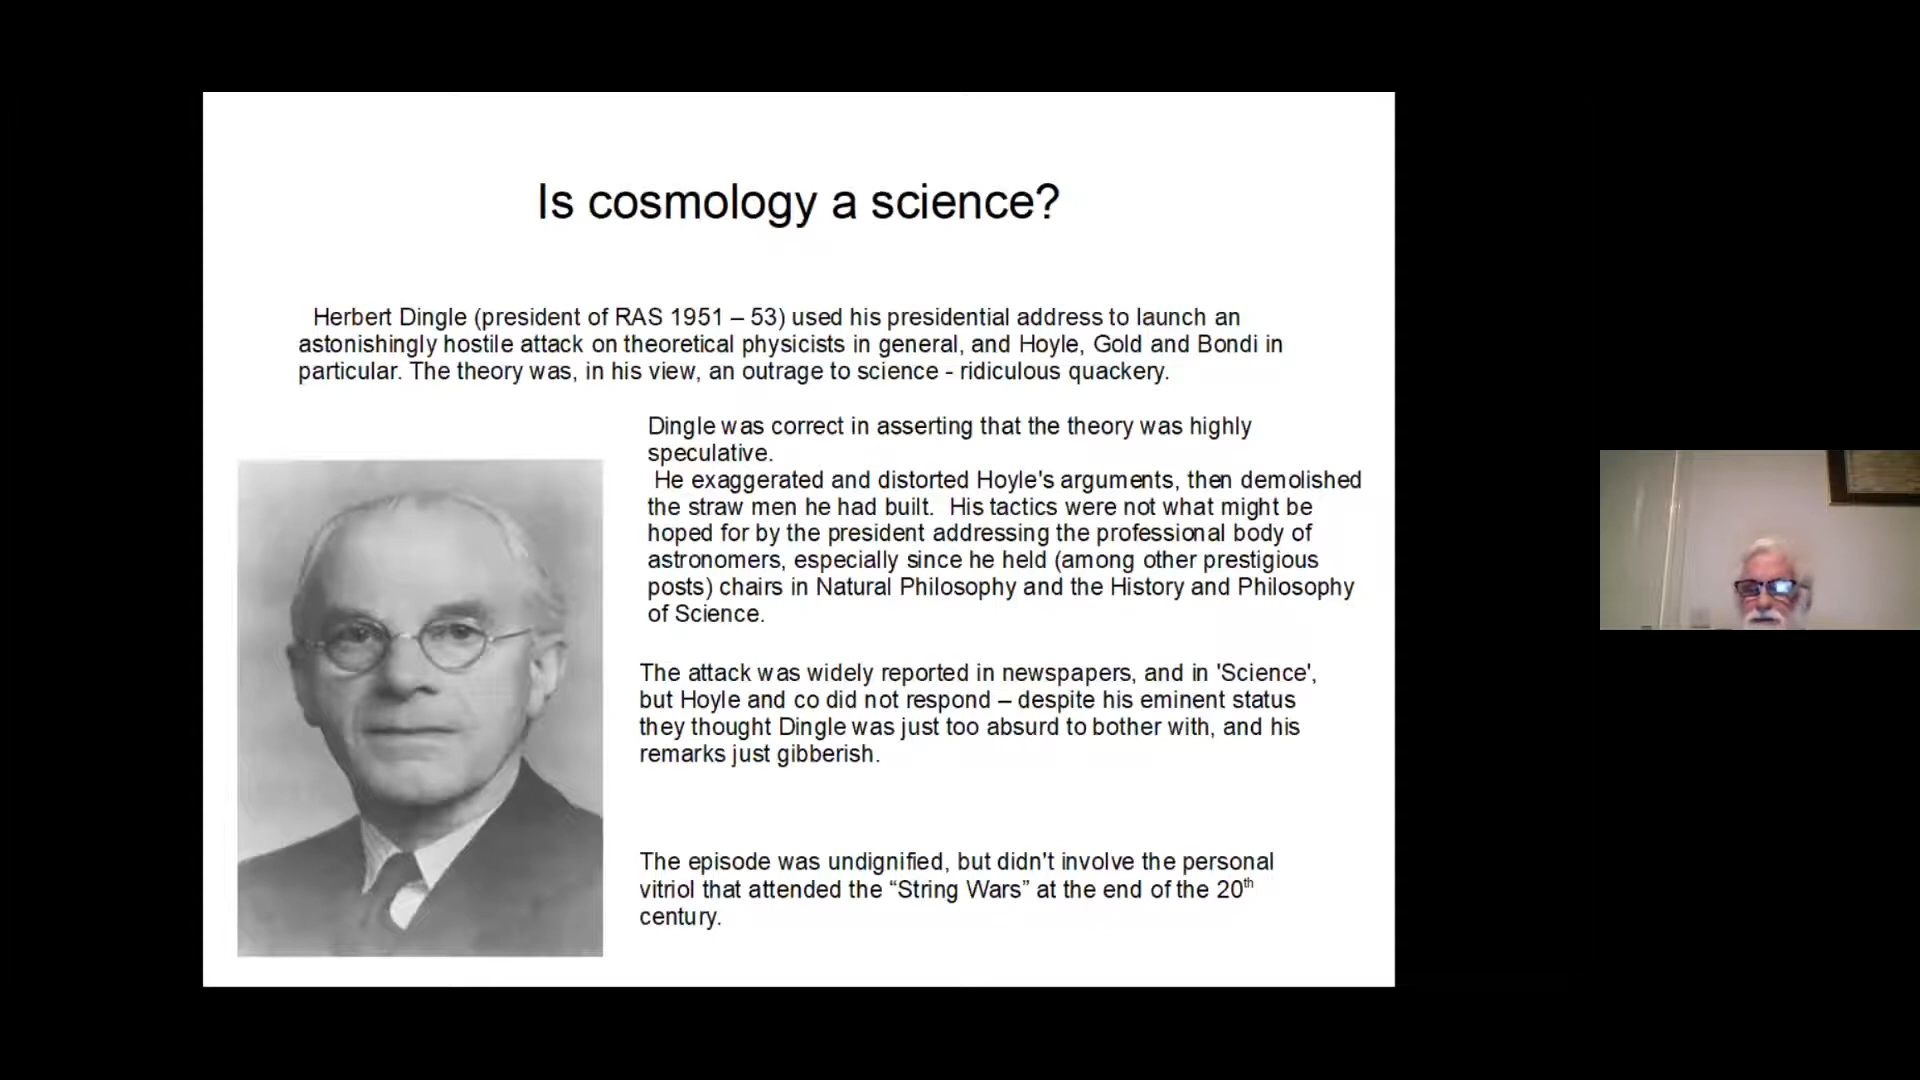 Is cosmology a science?
Herbert Dingle (president of RAS 1951 – 53) used his presidential address to launch an
astonishingly hostile attack on theoretical physicists in general, and Hoyle, Gold and Bondi in
particular. The theory was, in his view, an outrage to science - ridiculous quackery.
Dingle was correct in asserting that the theory was highly
speculative.
He exaggerated and distorted Hoyle's arguments, then demolished
the straw men he had built. His tactics were not what might be
hoped for by the president addressing the professional body of
astronomers, especially since he held (among other prestigious
posts) chairs in Natural Philosophy and the History and Philosophy
of Science.
The attack was widely reported in newspapers, and in 'Science',
but Hoyle and co did not respond – despite his eminent status
they thought Dingle was just too absurd to bother with, and his
remarks just gibberish.
The episode was undignified, but didn't involve the personal
vitriol that attended the “String Wars” at the end of the 20th
century.